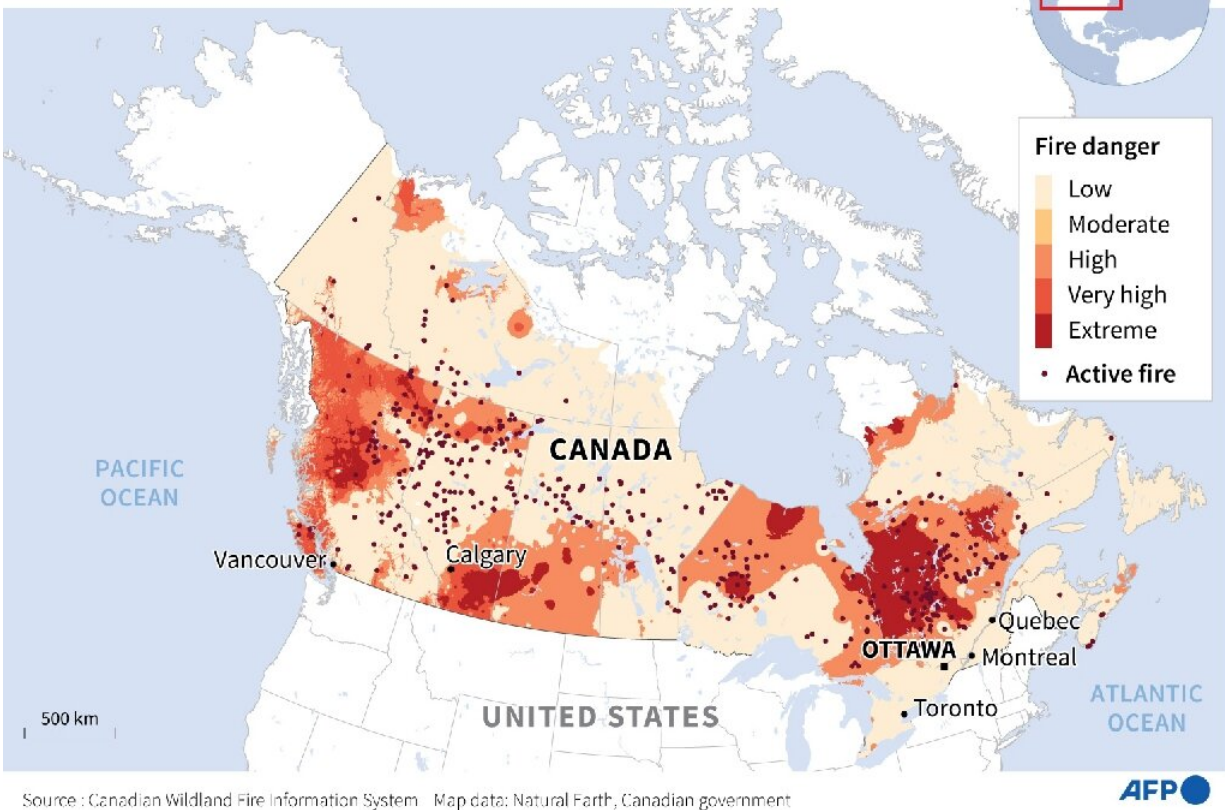 Fire danger
Low
Moderate
High
Very high
Extreme
Active fire
CANADA
PACIFIC
OCEAN
Vancouver
Calgary
Quebec
OTTAWA
Montreal
ATLANTIC
OCEAN
Toronto
UNITED STATES
500 km
Source : Canadian Wildland Fire Information System Map data: Natural Earth, Canadian government
AFP